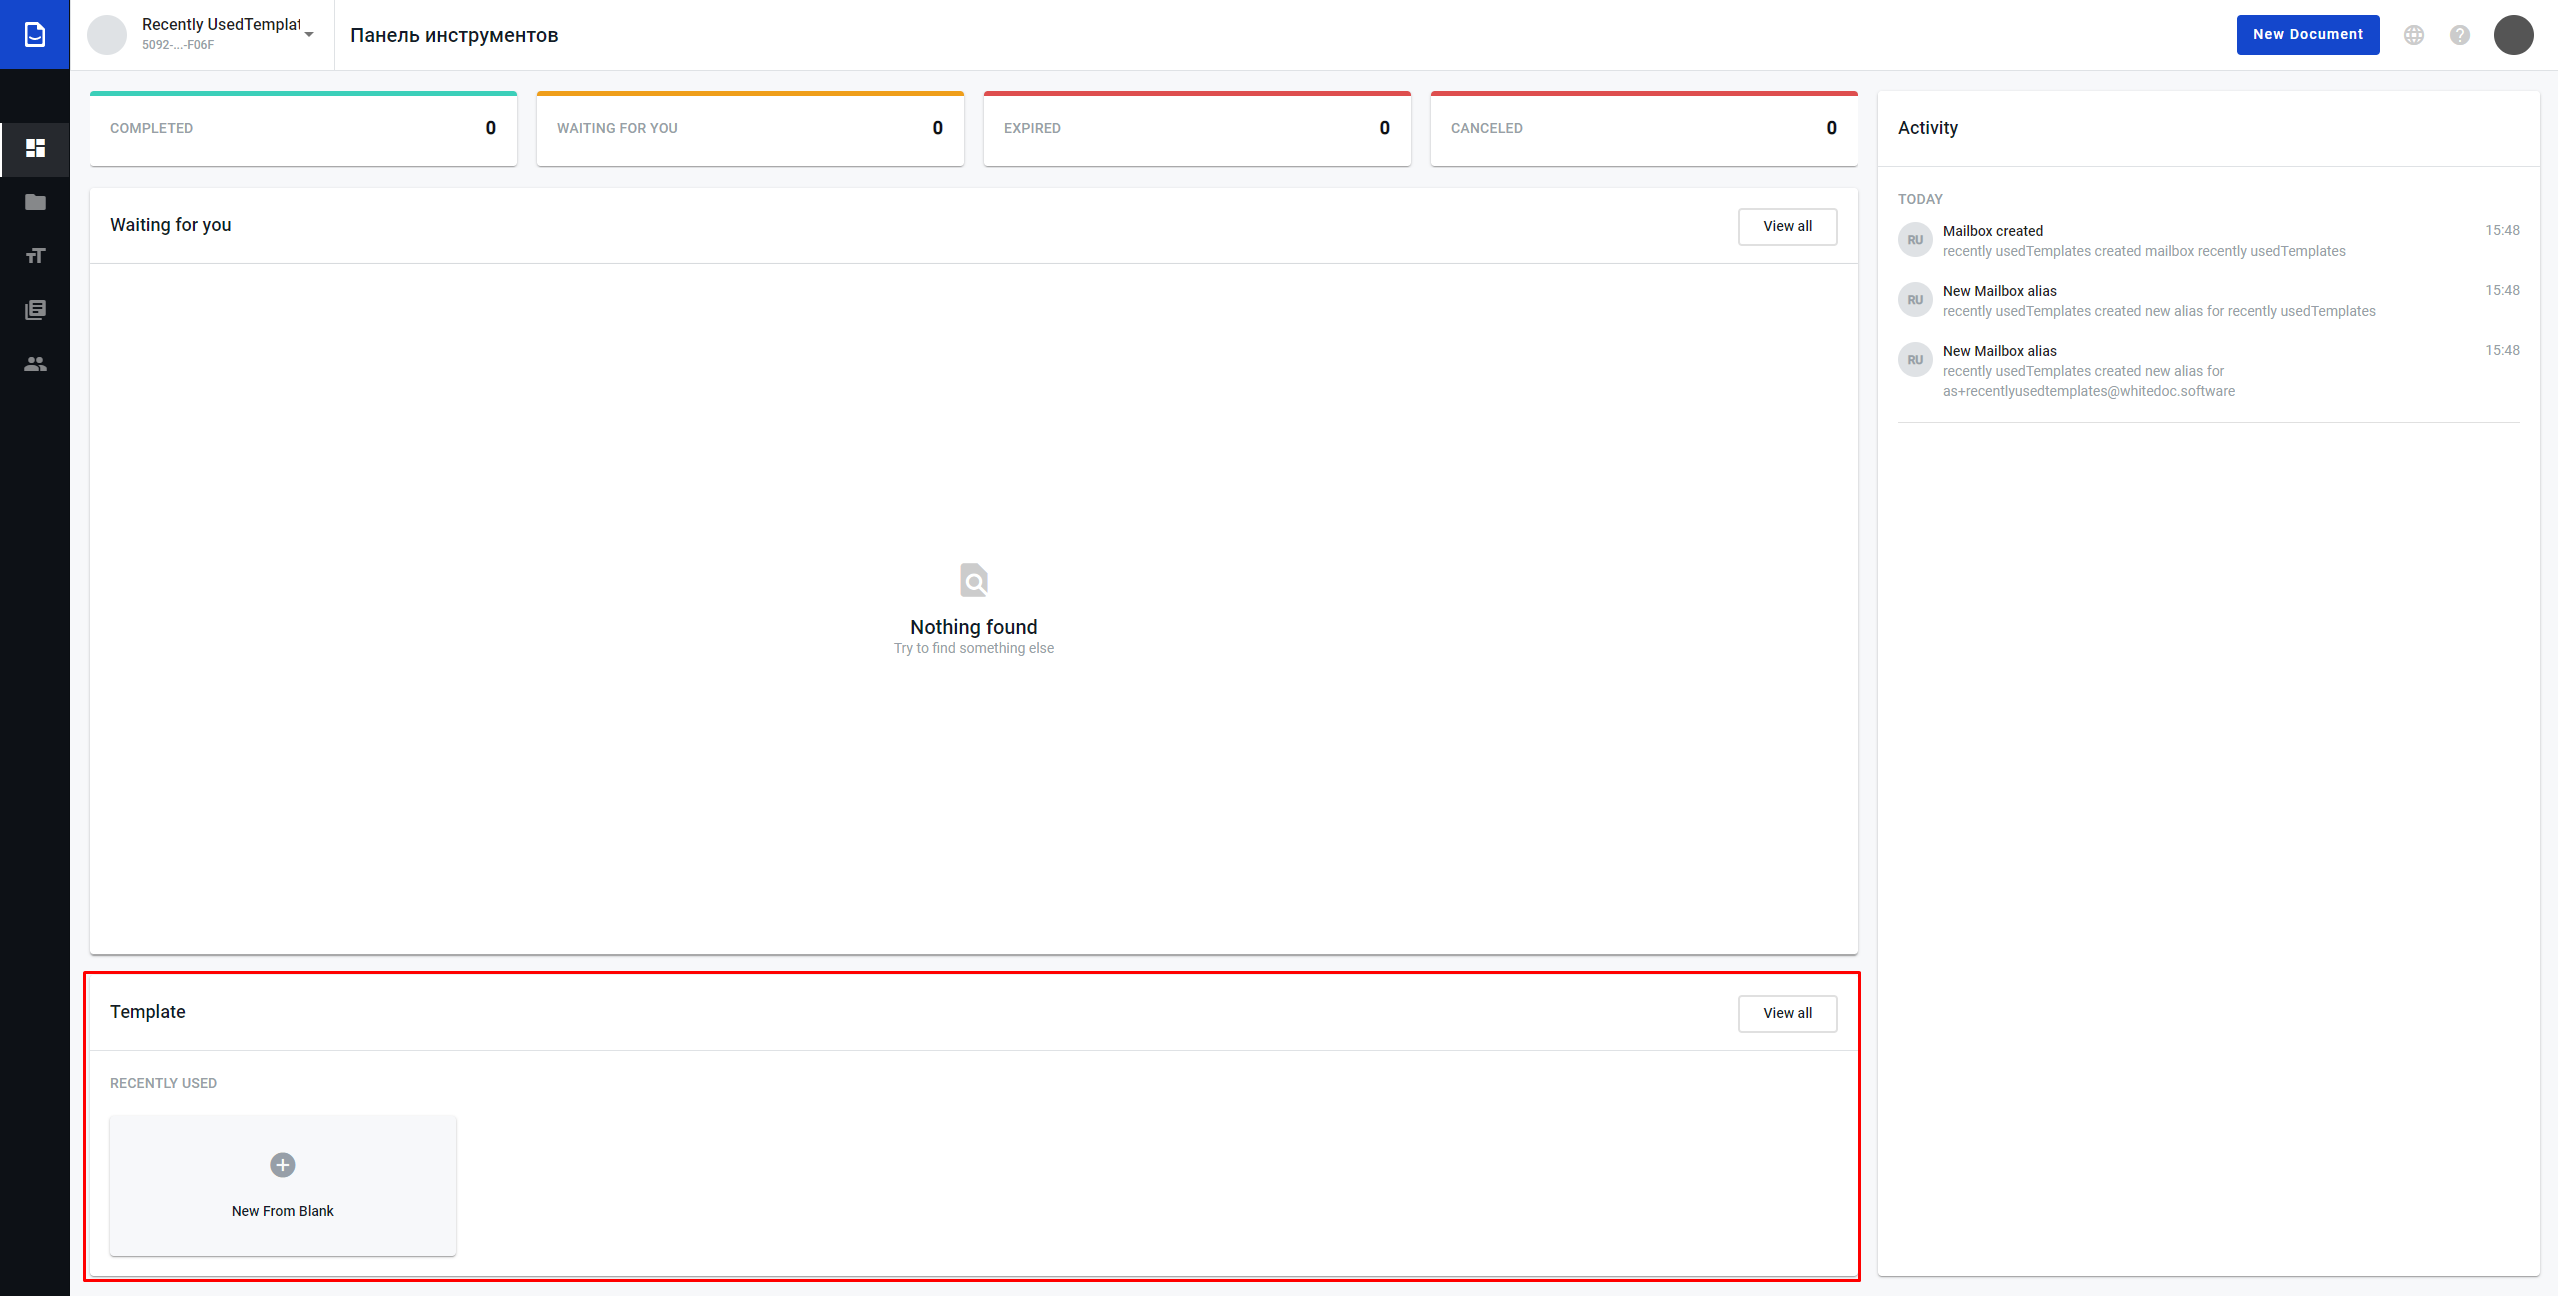 Recently UsedTemplat
5092-...-F06F
Панель инструментов
New Document
COMPLETED 0
WAITING FOR YOU 0
EXPIRED 0
CANCELED 0
Waiting for you
View all
Nothing found
Try to find something else
Template
View all
RECENTLY USED
New From Blank
Activity
TODAY
RU
Mailbox created 15:48
recently usedTemplates created mailbox recently usedTemplates
RU
New Mailbox alias 15:48
recently usedTemplates created new alias for recently usedTemplates
RU
New Mailbox alias 15:48
recently usedTemplates created new alias for
as+recentlyusedtemplates@whitedoc.software